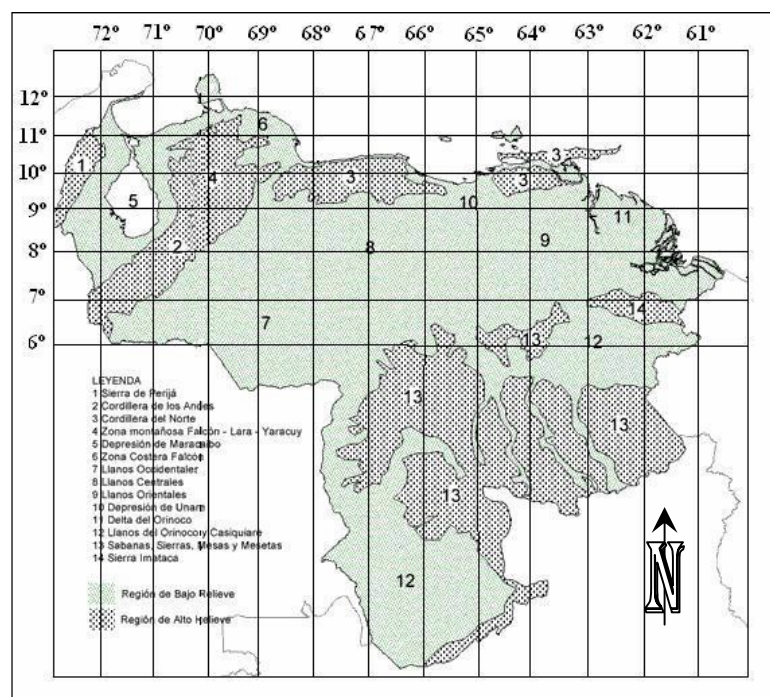 72° 71° 70° 69° 68° 67° 66° 65° 64° 63° 62° 61°
12°
11°
10°
9°
8°
7°
6°
6
3
1
3
3
4
5
10
11
2
8
9
7
14
13
12
13
13
13
12
LEYENDA
1 Sierra de Perijá
2 Cordillera de los Andes
3 Cordillera del Norte
4 Zona montañosa Falcón - Lara - Yaracuy
5 Depresión de Maracaibo
6 Zona Costera Falcón
7 Llanos Occidentaler
8 Llanos Centrales
9 Llanos Orientales
10 Depresión de Unare
11 Delta del Orinoco
12 Llanos del Orinoco y Casiquiare
13 Sabanas, Sierras, Mesas y Mesetas
14 Sierra Imataca
Región de Bajo Relieve
Región de Alto Relieve
N